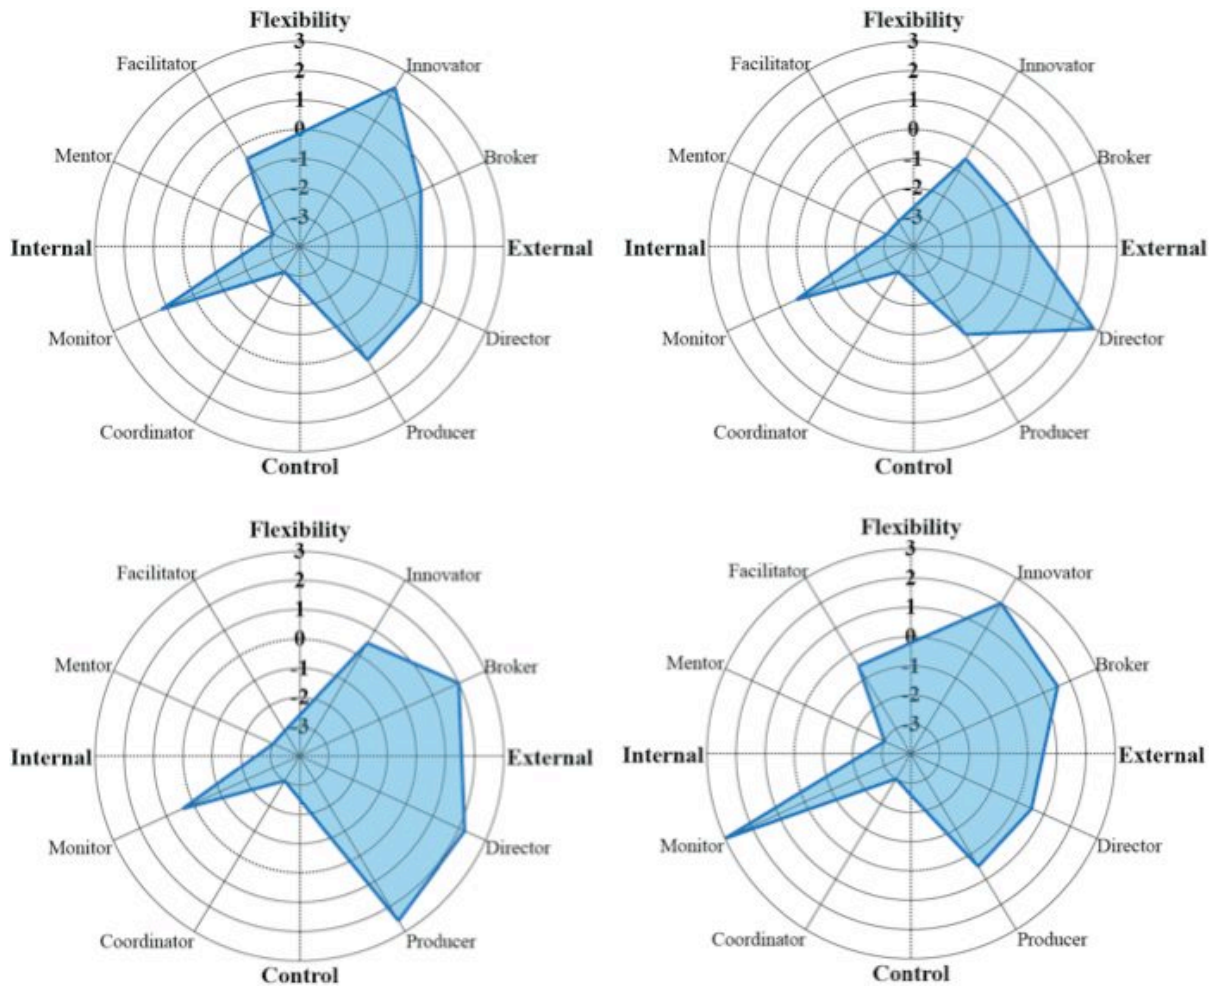 Flexibility
3
Facilitator
2
Innovator
1
0
Mentor
-1
Broker
-2
-3
Internal
External
Monitor
Director
Coordinator
Producer
Control
Flexibility
3
Facilitator
2
Innovator
1
0
Mentor
-1
Broker
-2
-3
Internal
External
Monitor
Director
Coordinator
Producer
Control
Flexibility
3
Facilitator
2
Innovator
1
0
Mentor
-1
Broker
-2
-3
Internal
External
Monitor
Director
Coordinator
Producer
Control
Flexibility
3
Facilitator
2
Innovator
1
0
Mentor
-1
Broker
-2
-3
Internal
External
Monitor
Director
Coordinator
Producer
Control